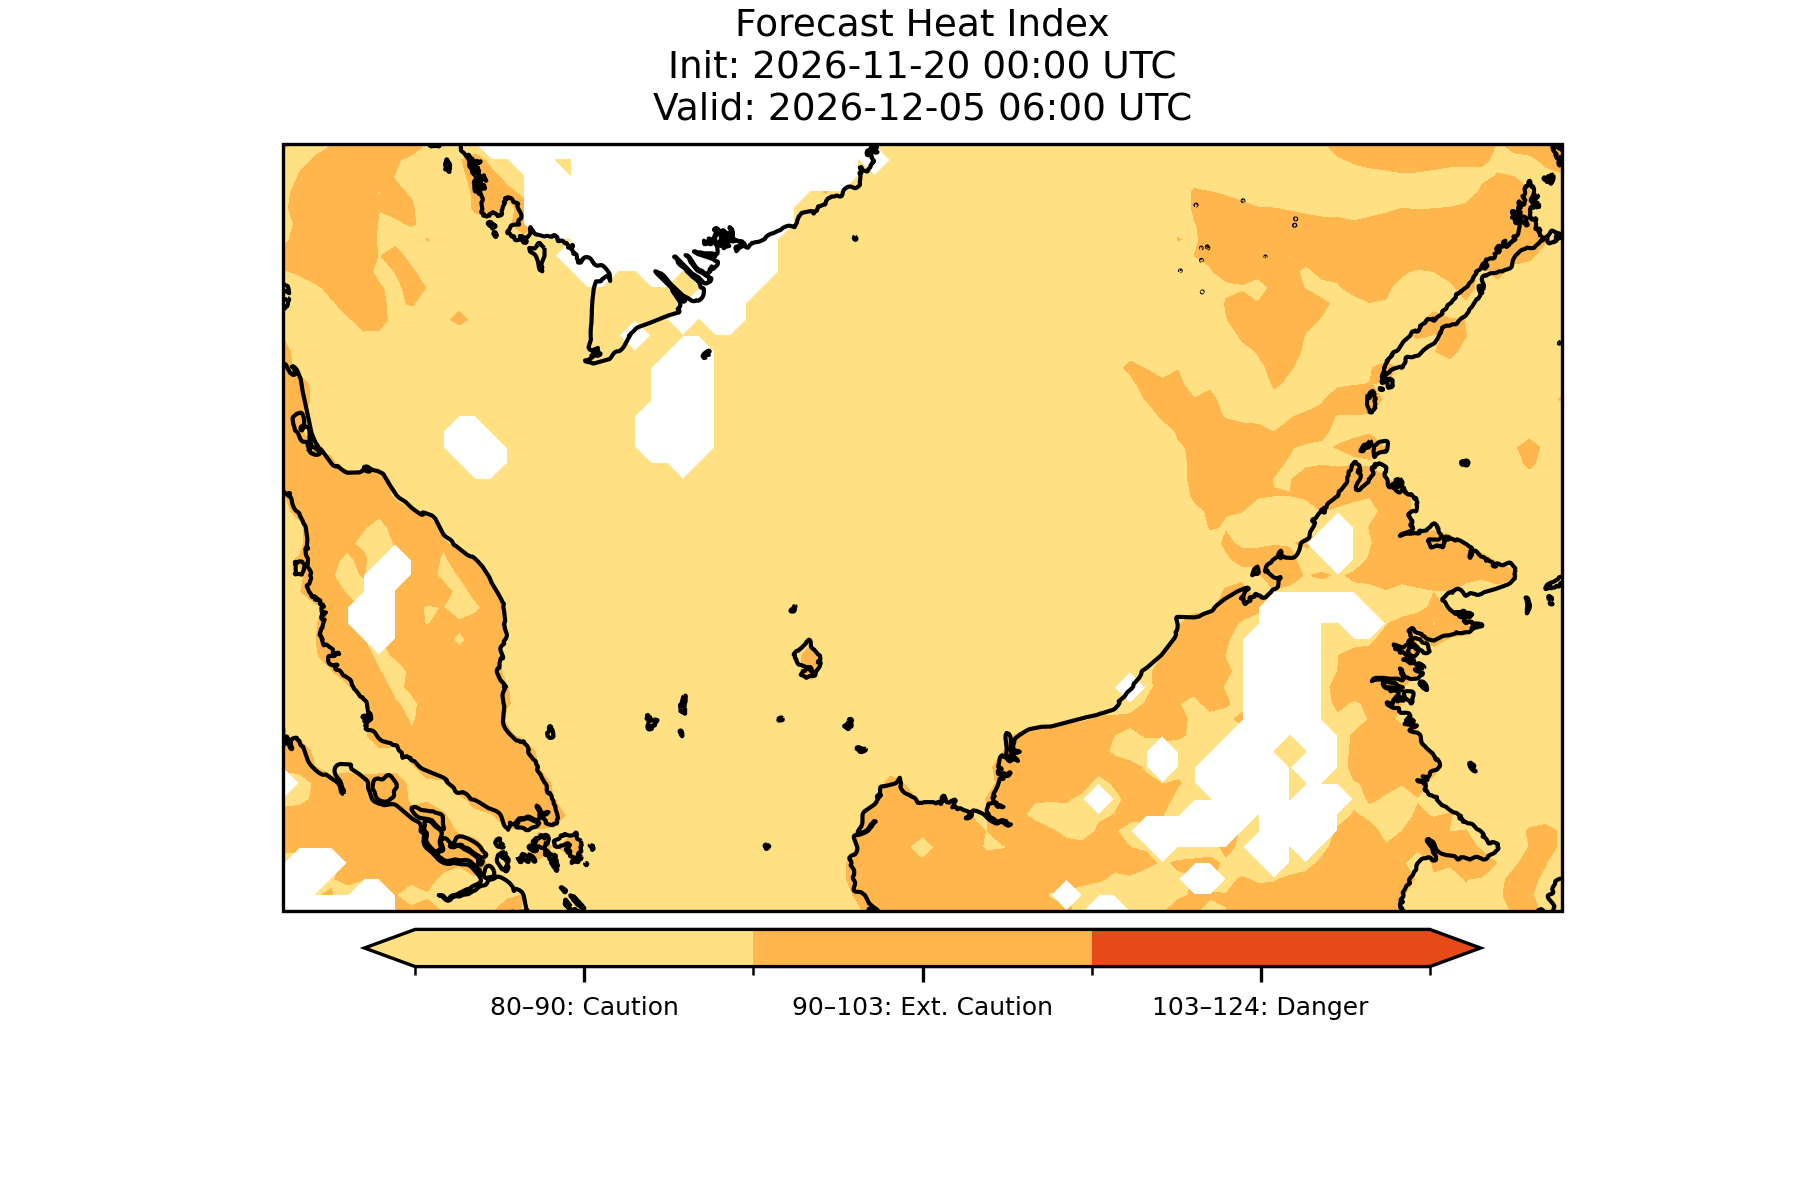 Forecast Heat Index
Init: 2026-11-20 00:00 UTC
Valid: 2026-12-05 06:00 UTC
80–90: Caution
90–103: Ext. Caution
103–124: Danger